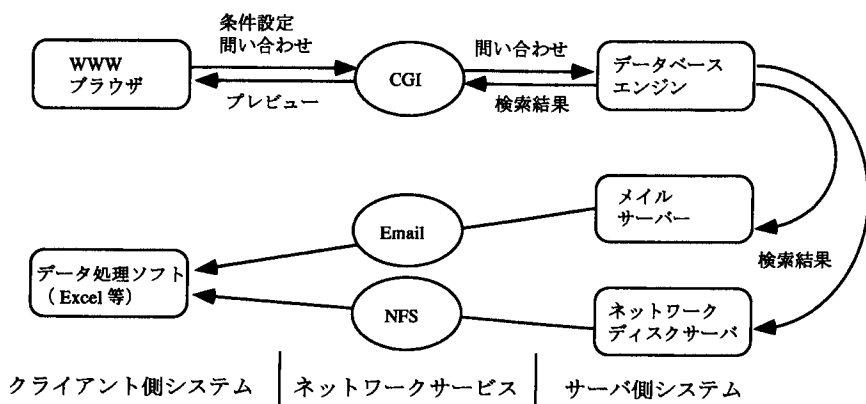 条件設定
問い合わせ
WWW
ブラウザ
プレビュー
CGI
問い合わせ
検索結果
データベース
エンジン
メイル
サーバー
Email
検索結果
データ処理ソフト
( Excel 等)
NFS
ネットワーク
ディスクサーバ
クライアント側システム
ネットワークサービス
サーバ側システム